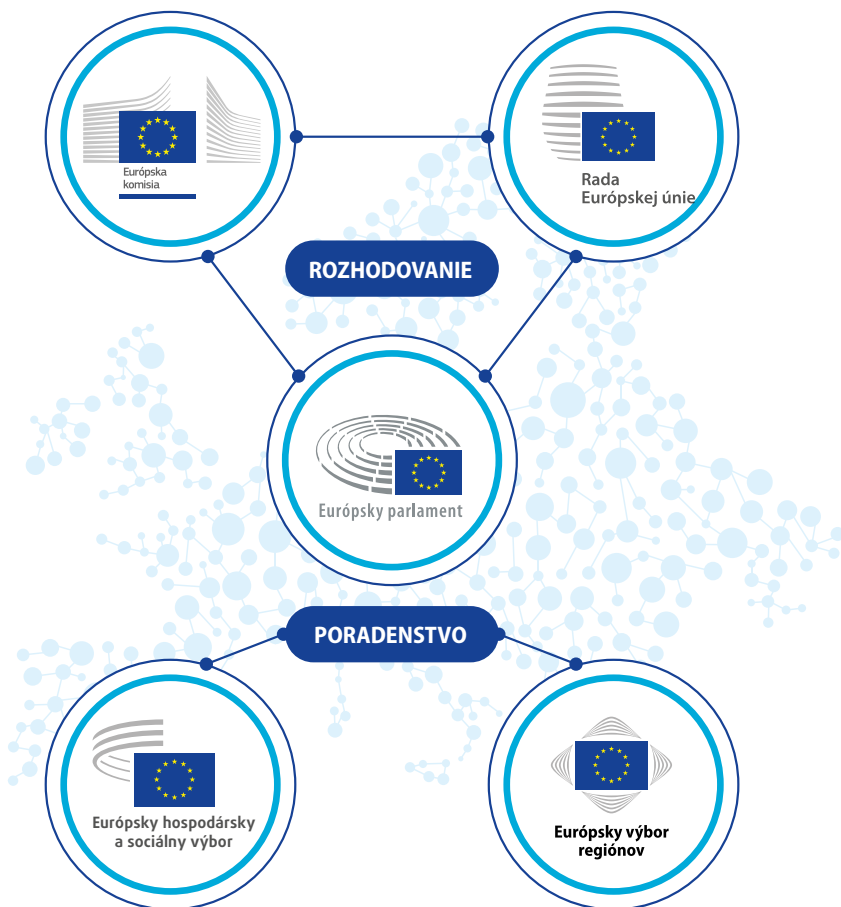 Európska
komisia
Rada
Európskej únie
ROZHODOVANIE
Európsky parlament
PORADENSTVO
Európsky hospodársky
a sociálny výbor
Európsky výbor
regiónov